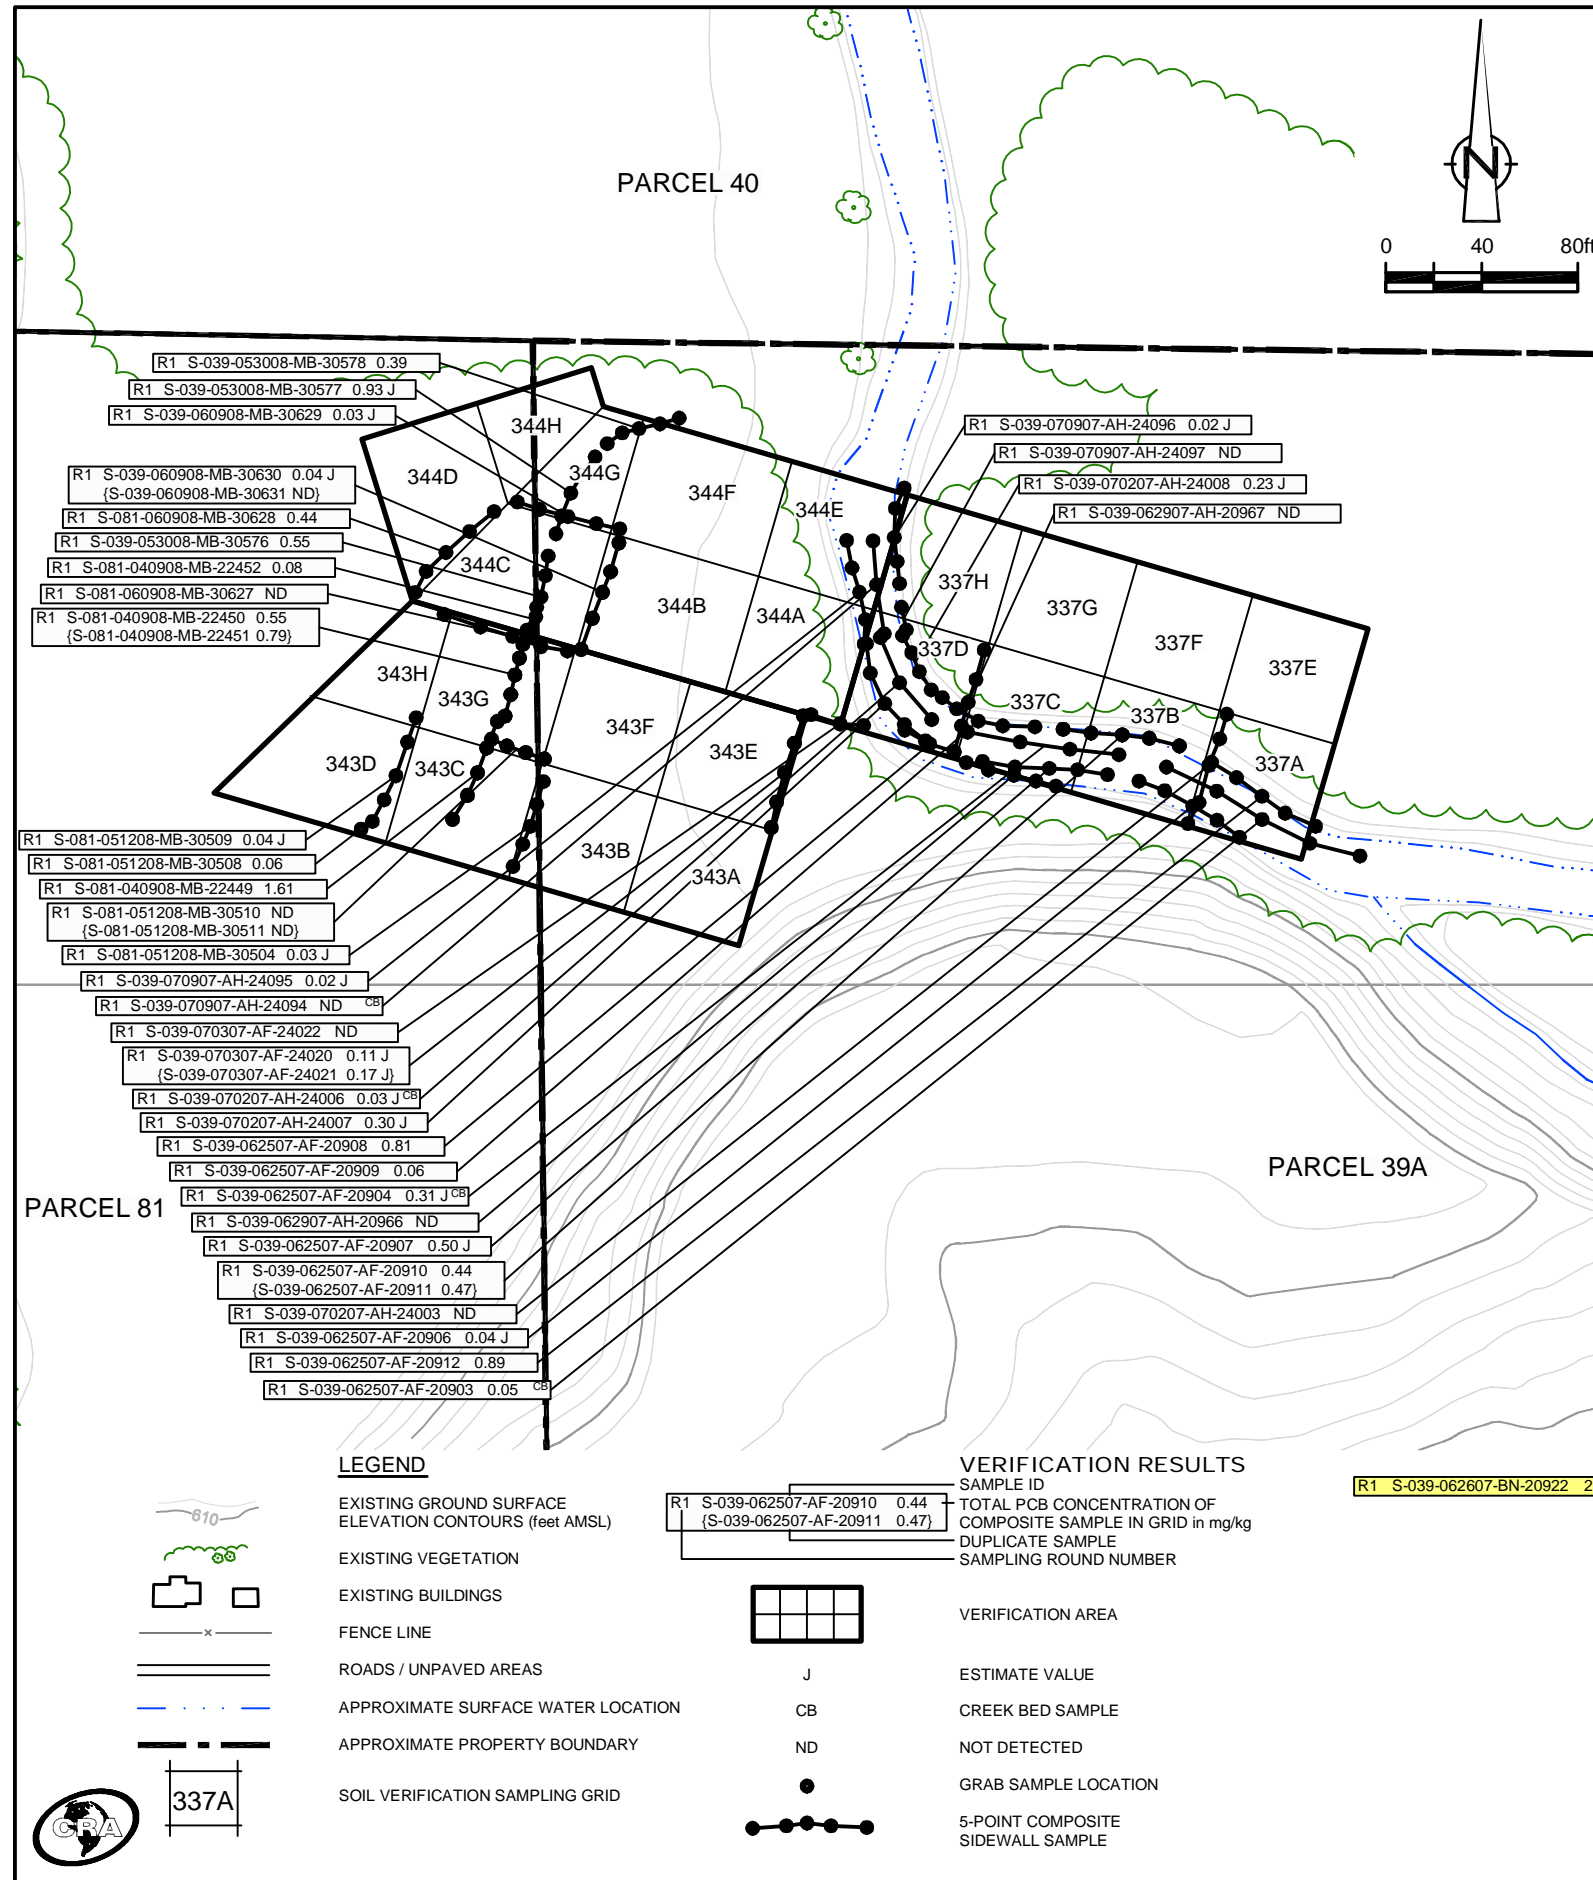 PARCEL 40
N
0 40 80ft
R1 S-039-053008-MB-30578 0.39
R1 S-039-053008-MB-30577 0.93 J
R1 S-039-060908-MB-30629 0.03 J
R1 S-039-060908-MB-30630 0.04 J
{S-039-060908-MB-30631 ND}
R1 S-081-060908-MB-30628 0.44
R1 S-039-053008-MB-30576 0.55
R1 S-081-040908-MB-22452 0.08
R1 S-081-060908-MB-30627 ND
R1 S-081-040908-MB-22450 0.55
{S-081-040908-MB-22451 0.79}
R1 S-039-070907-AH-24096 0.02 J
R1 S-039-070907-AH-24097 ND
R1 S-039-070207-AH-24008 0.23 J
R1 S-039-062907-AH-20967 ND
344H
344D
344G
344F
344E
344C
344B
344A
337H
337G
337F
337E
337D
337C
337B
337A
343H
343G
343F
343E
343D
343C
343B
343A
R1 S-081-051208-MB-30509 0.04 J
R1 S-081-051208-MB-30508 0.06
R1 S-081-040908-MB-22449 1.61
R1 S-081-051208-MB-30510 ND
{S-081-051208-MB-30511 ND}
R1 S-081-051208-MB-30504 0.03 J
R1 S-039-070907-AH-24095 0.02 J
R1 S-039-070907-AH-24094 ND CB
R1 S-039-070307-AF-24022 ND
R1 S-039-070307-AF-24020 0.11 J
{S-039-070307-AF-24021 0.17 J}
R1 S-039-070207-AH-24006 0.03 J CB
R1 S-039-070207-AH-24007 0.30 J
R1 S-039-062507-AF-20908 0.81
R1 S-039-062507-AF-20909 0.06
R1 S-039-062507-AF-20904 0.31 J CB
R1 S-039-062907-AH-20966 ND
R1 S-039-062507-AF-20907 0.50 J
R1 S-039-062507-AF-20910 0.44
{S-039-062507-AF-20911 0.47}
R1 S-039-070207-AH-24003 ND
R1 S-039-062507-AF-20906 0.04 J
R1 S-039-062507-AF-20912 0.89
R1 S-039-062507-AF-20903 0.05 CB
PARCEL 81
PARCEL 39A
LEGEND
610
EXISTING GROUND SURFACE
ELEVATION CONTOURS (feet AMSL)
EXISTING VEGETATION
EXISTING BUILDINGS
x
FENCE LINE
ROADS / UNPAVED AREAS
APPROXIMATE SURFACE WATER LOCATION
APPROXIMATE PROPERTY BOUNDARY
337A
SOIL VERIFICATION SAMPLING GRID
CRA
VERIFICATION RESULTS
R1 S-039-062507-AF-20910 0.44
{S-039-062507-AF-20911 0.47}
SAMPLE ID
TOTAL PCB CONCENTRATION OF
COMPOSITE SAMPLE IN GRID in mg/kg
DUPLICATE SAMPLE
SAMPLING ROUND NUMBER
VERIFICATION AREA
J ESTIMATE VALUE
CB CREEK BED SAMPLE
ND NOT DETECTED
GRAB SAMPLE LOCATION
5-POINT COMPOSITE
SIDEWALL SAMPLE
R1 S-039-062607-BN-20922 2